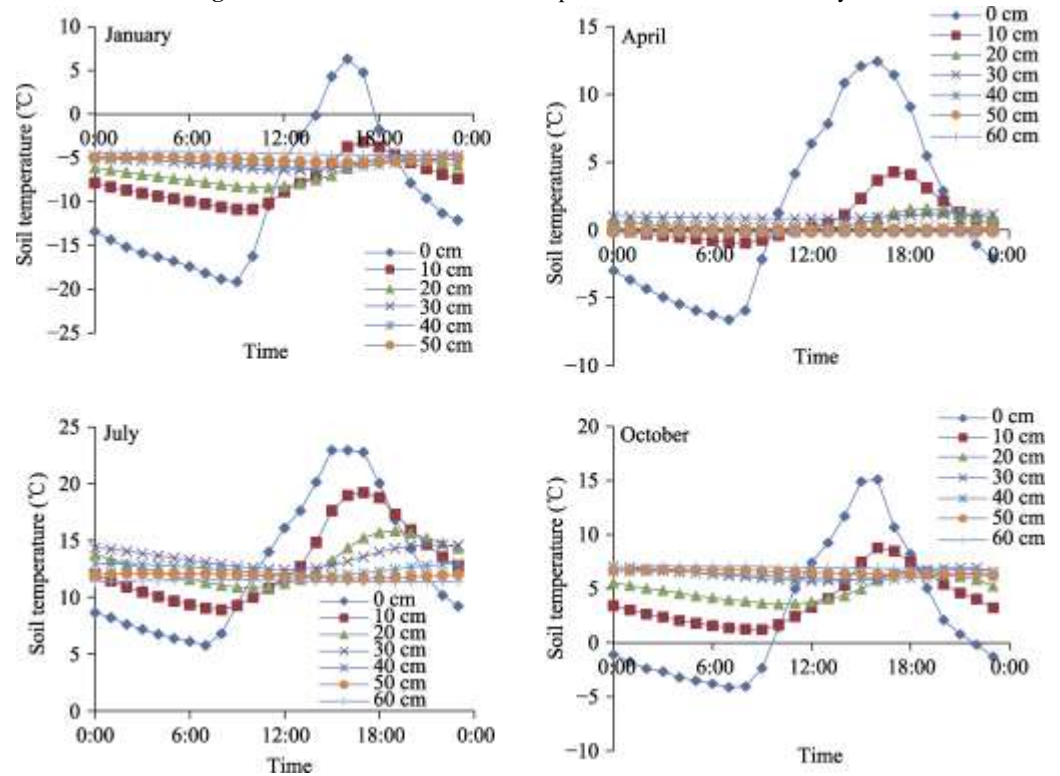 January
Soil temperature (℃)
10
5
0
−5
−10
−15
−20
−25
0:00 6:00 12:00 18:00 0:00
Time
0 cm
10 cm
20 cm
30 cm
40 cm
50 cm
April
Soil temperature (℃)
15
10
5
0
−5
−10
0:00 6:00 12:00 18:00 0:00
Time
0 cm
10 cm
20 cm
30 cm
40 cm
50 cm
60 cm
July
Soil temperature (℃)
25
20
15
10
5
0
0:00 6:00 12:00 18:00 0:00
Time
0 cm
10 cm
20 cm
30 cm
40 cm
50 cm
60 cm
October
Soil temperature (℃)
20
15
10
5
0
−5
−10
0:00 6:00 12:00 18:00 0:00
Time
0 cm
10 cm
20 cm
30 cm
40 cm
50 cm
60 cm